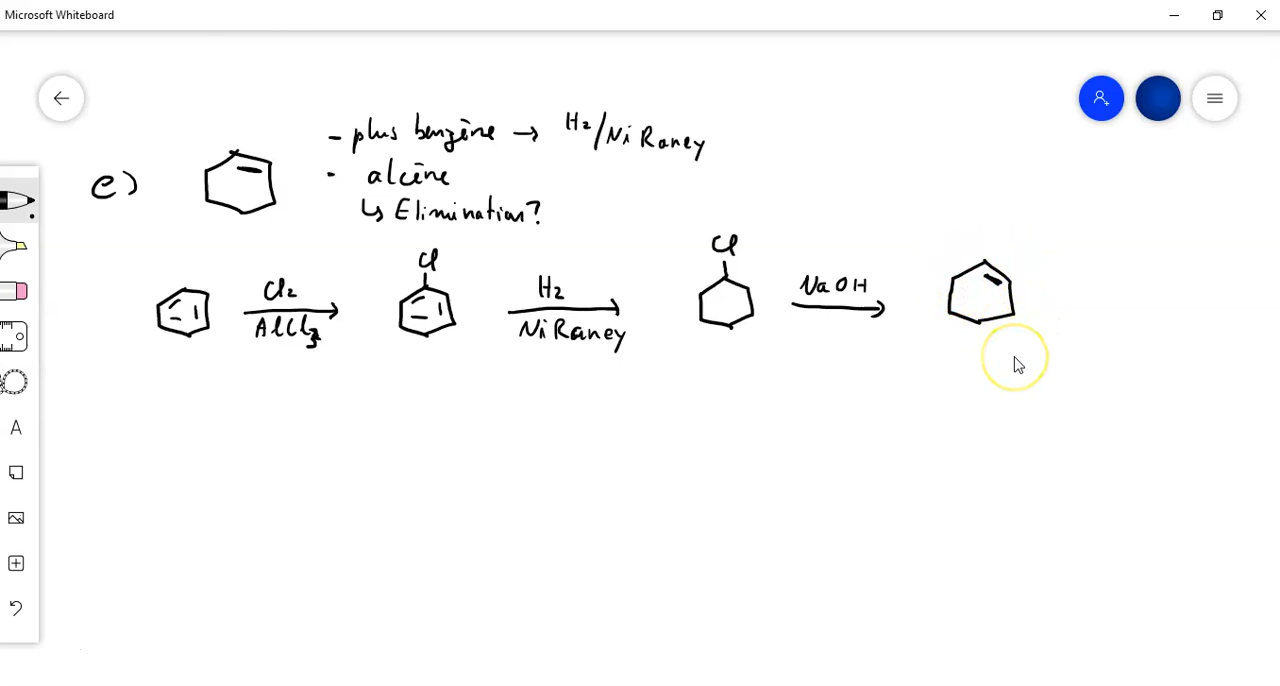 Microsoft Whiteboard
- plus benzène → H₂/Ni Raney
e)
- alcène
↳ Elimination?
Cl
Cl
Cl₂
H₂
NaOH
AlCl₃
Ni Raney
A